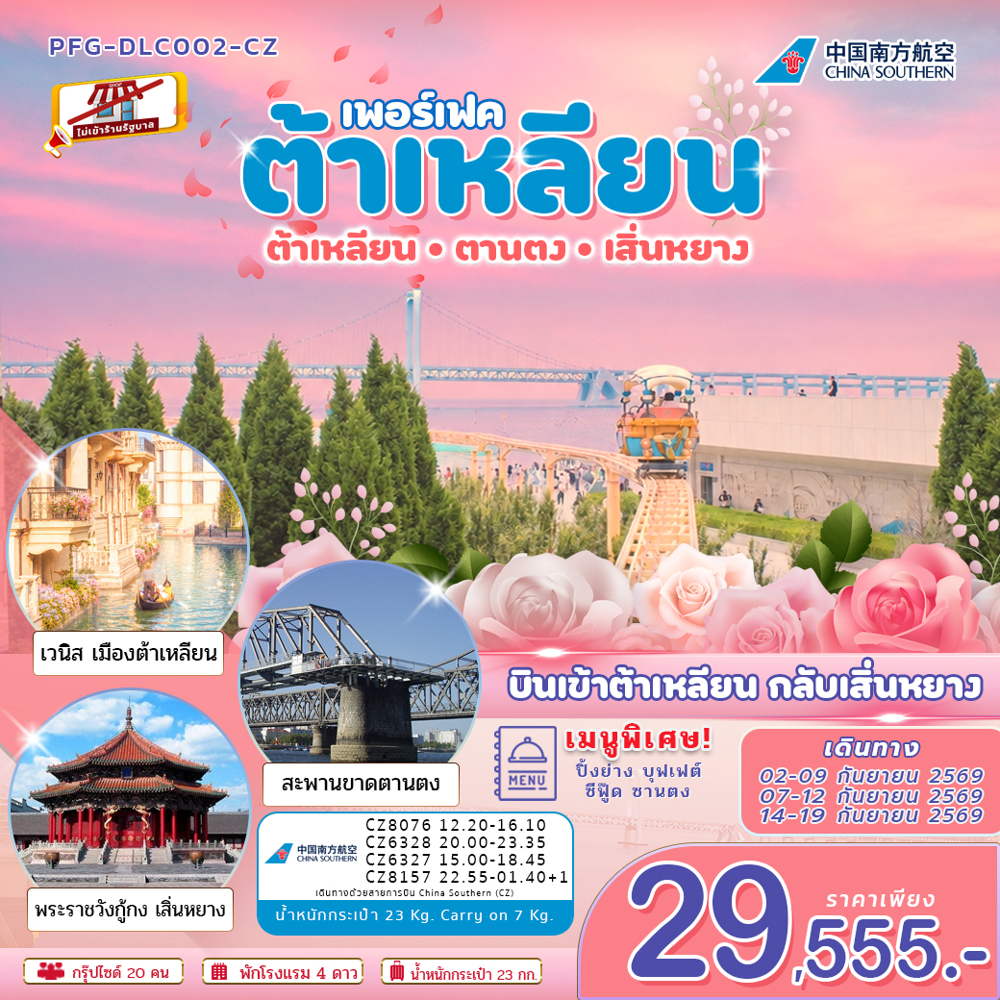 PFG-DLC002-CZ
中国南方航空
CHINA SOUTHERN
SHOP
ไม่เข้าร้านรัฐบาล
เพอร์เฟค
ต้าเหลียน
ต้าเหลียน • ตานตง • เสิ่นหยาง
เวนิส เมืองต้าเหลียน
สะพานขาดตานตง
พระราชวังกู้กง เสิ่นหยาง
บินเข้าต้าเหลียน กลับเสิ่นหยาง
MENU
เมนูพิเศษ!
ปิ้งย่าง บุฟเฟต์
ซีฟู๊ด ซานตง
เดินทาง
02-09 กันยายน 2569
07-12 กันยายน 2569
14-19 กันยายน 2569
中国南方航空
CHINA SOUTHERN
CZ8076 12.20-16.10
CZ6328 20.00-23.35
CZ6327 15.00-18.45
CZ8157 22.55-01.40+1
เดินทางด้วยสายการบิน China Southern (CZ)
น้ำหนักกระเป๋า 23 Kg. Carry on 7 Kg.
ราคาเพียง
29,555.-
กรุ๊ปไซด์ 20 คน
พักโรงแรม 4 ดาว
น้ำหนักกระเป๋า 23 กก.